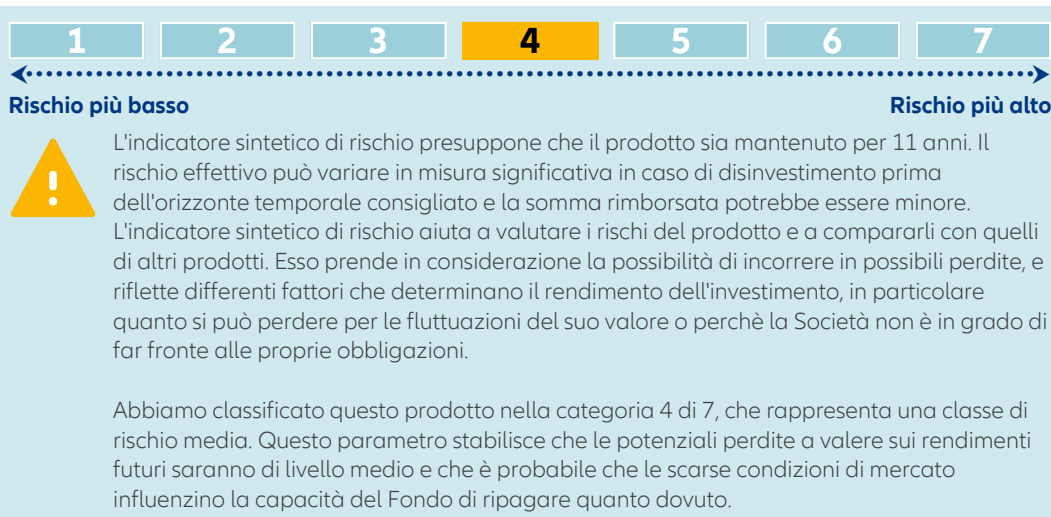 1 2 3 4 5 6 7
Rischio più basso Rischio più alto
L'indicatore sintetico di rischio presuppone che il prodotto sia mantenuto per 11 anni. Il
rischio effettivo può variare in misura significativa in caso di disinvestimento prima
dell'orizzonte temporale consigliato e la somma rimborsata potrebbe essere minore.
L'indicatore sintetico di rischio aiuta a valutare i rischi del prodotto e a compararli con quelli
di altri prodotti. Esso prende in considerazione la possibilità di incorrere in possibili perdite, e
riflette differenti fattori che determinano il rendimento dell'investimento, in particolare
quanto si può perdere per le fluttuazioni del suo valore o perchè la Società non è in grado di
far fronte alle proprie obbligazioni.
Abbiamo classificato questo prodotto nella categoria 4 di 7, che rappresenta una classe di
rischio media. Questo parametro stabilisce che le potenziali perdite a valere sui rendimenti
futuri saranno di livello medio e che è probabile che le scarse condizioni di mercato
influenzino la capacità del Fondo di ripagare quanto dovuto.